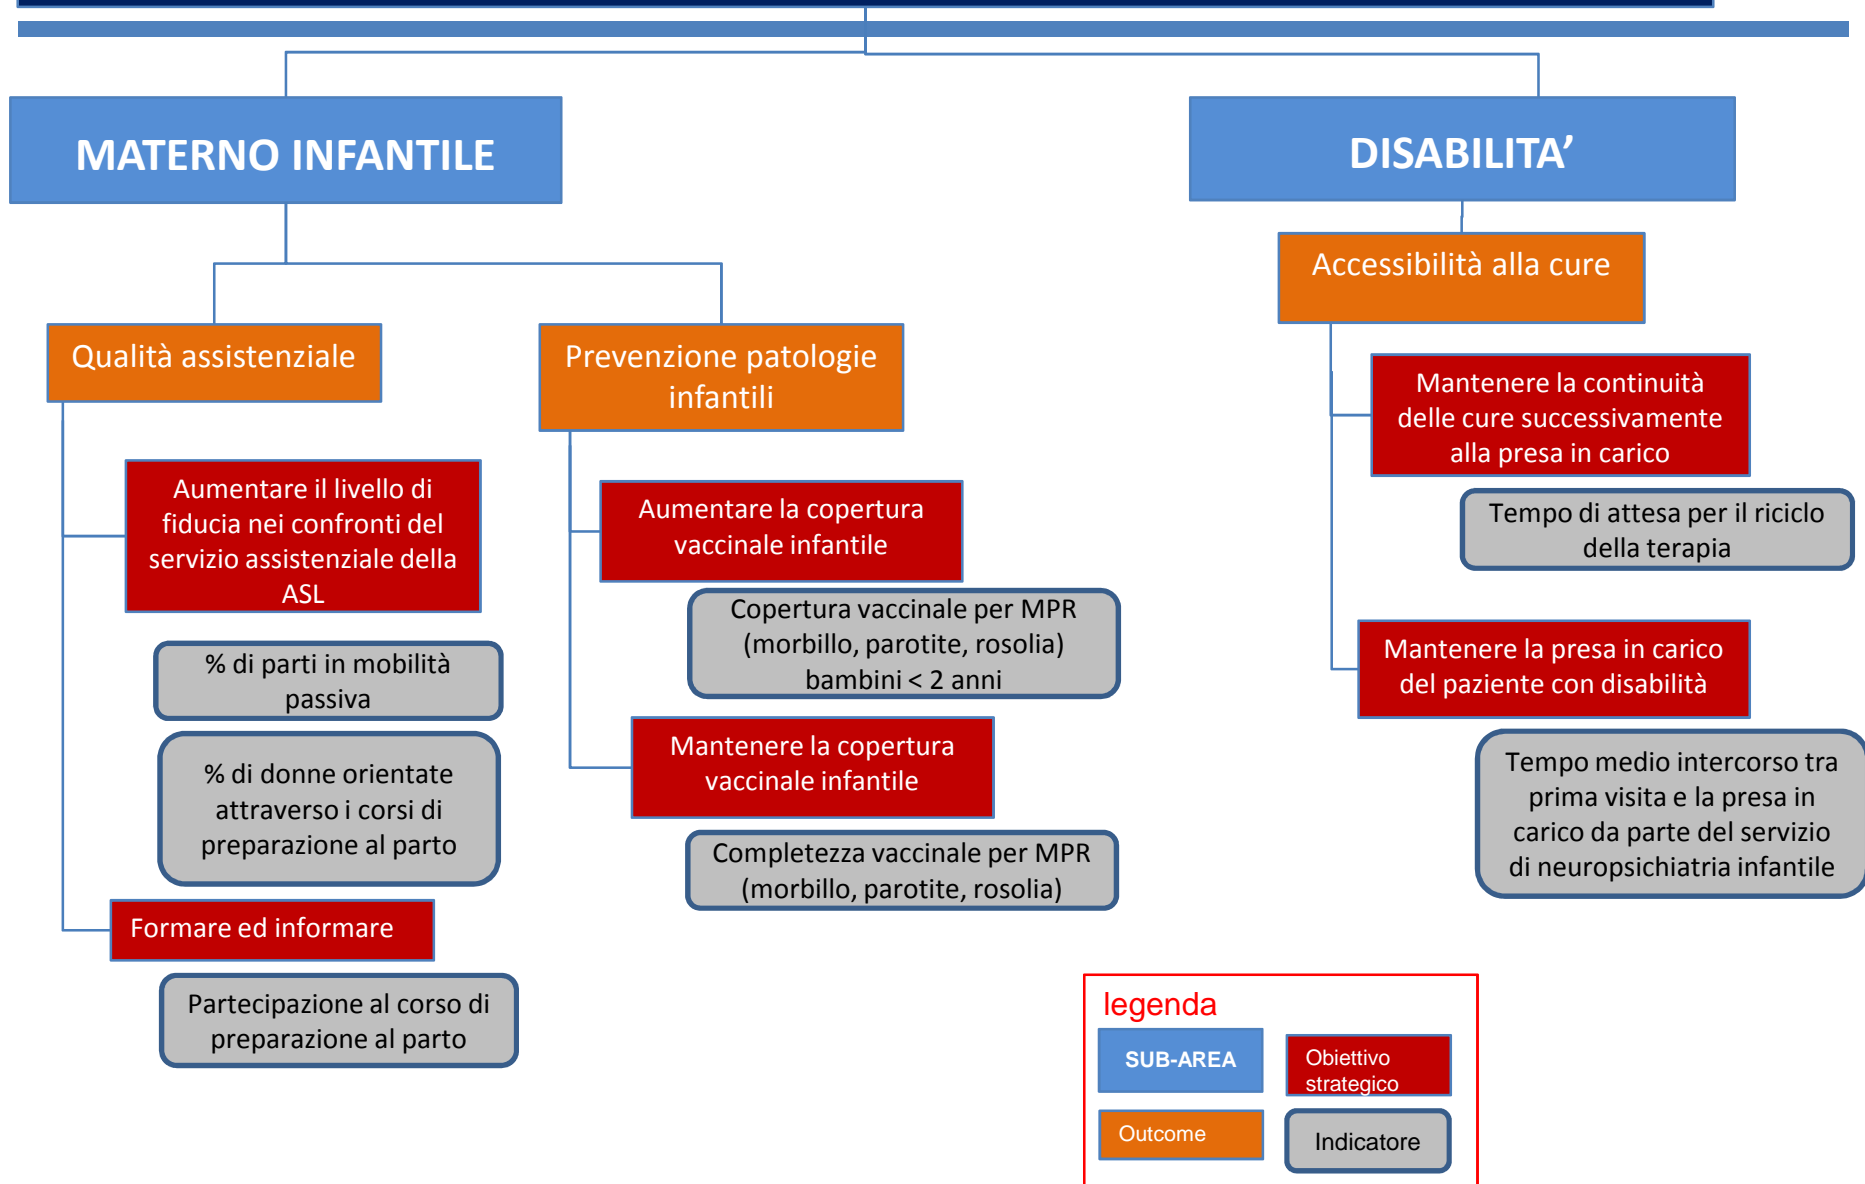 MATERNO INFANTILE
DISABILITA’
Accessibilità alla cure
Qualità assistenziale
Prevenzione patologie
infantili
Mantenere la continuità
delle cure successivamente
alla presa in carico
Aumentare il livello di
fiducia nei confronti del
servizio assistenziale della
ASL
Aumentare la copertura
vaccinale infantile
Tempo di attesa per il riciclo
della terapia
Copertura vaccinale per MPR
(morbillo, parotite, rosolia)
bambini < 2 anni
% di parti in mobilità
passiva
Mantenere la presa in carico
del paziente con disabilità
% di donne orientate
attraverso i corsi di
preparazione al parto
Mantenere la copertura
vaccinale infantile
Tempo medio intercorso tra
prima visita e la presa in
carico da parte del servizio
di neuropsichiatria infantile
Completezza vaccinale per MPR
(morbillo, parotite, rosolia)
Formare ed informare
Partecipazione al corso di
preparazione al parto
legenda
SUB-AREA
Obiettivo
strategico
Outcome
Indicatore